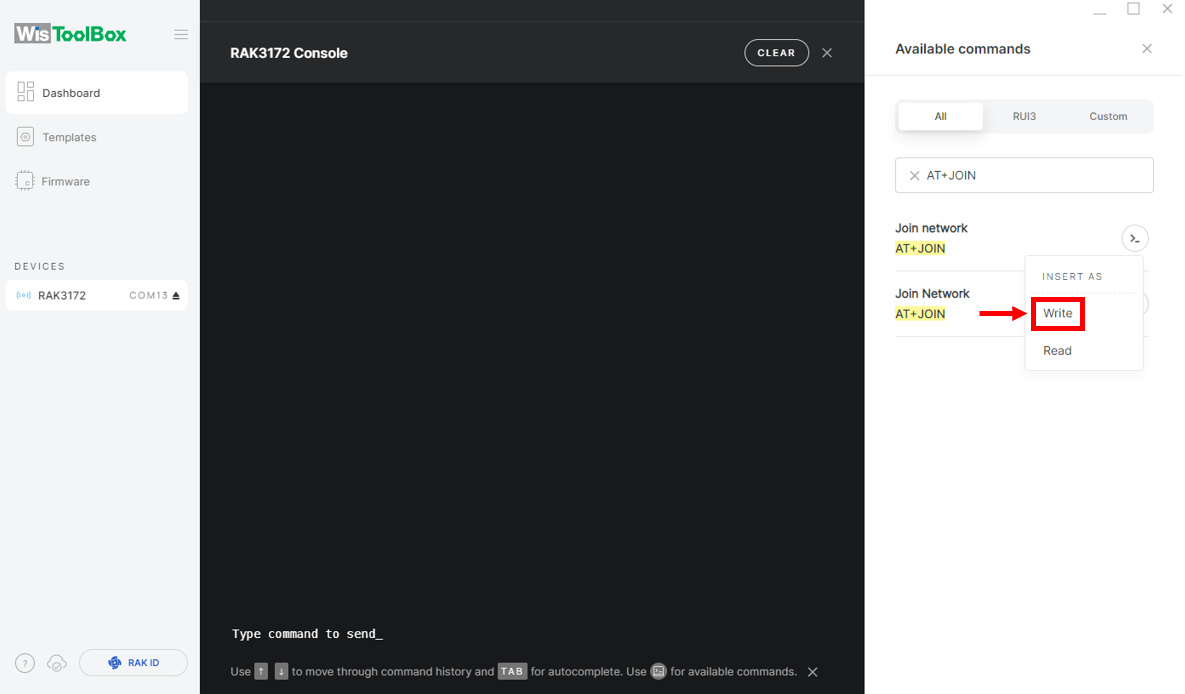 WisToolBox
Dashboard
Templates
Firmware
DEVICES
RAK3172 COM13
? RAK ID
RAK3172 Console CLEAR
Type command to send_
Use ↑ ↓ to move through command history and TAB for autocomplete. Use for available commands.
Available commands
All RUI3 Custom
AT+JOIN
Join network
AT+JOIN
Join Network
AT+JOIN
INSERT AS
Write
Read